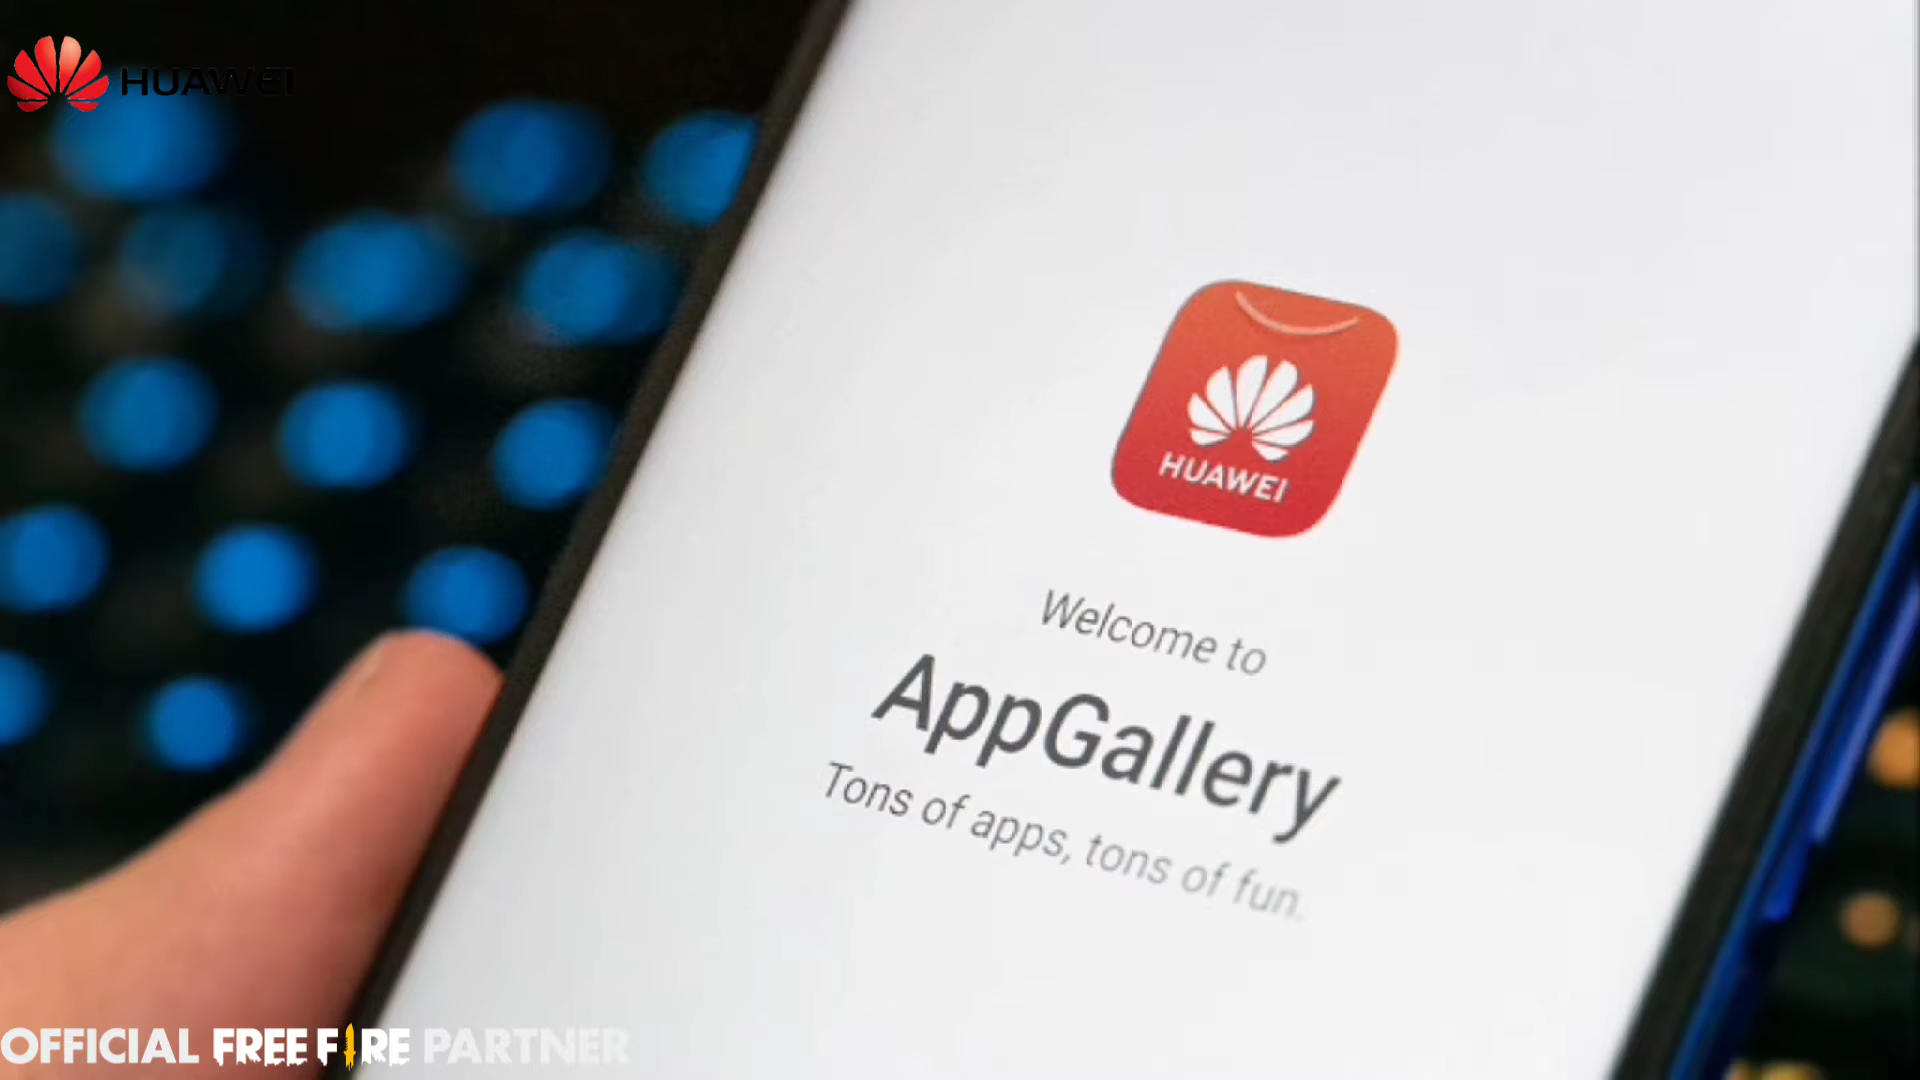 HUAWEI
HUAWEI
Welcome to
AppGallery
Tons of apps, tons of fun.
OFFICIAL FREE FIRE PARTNER